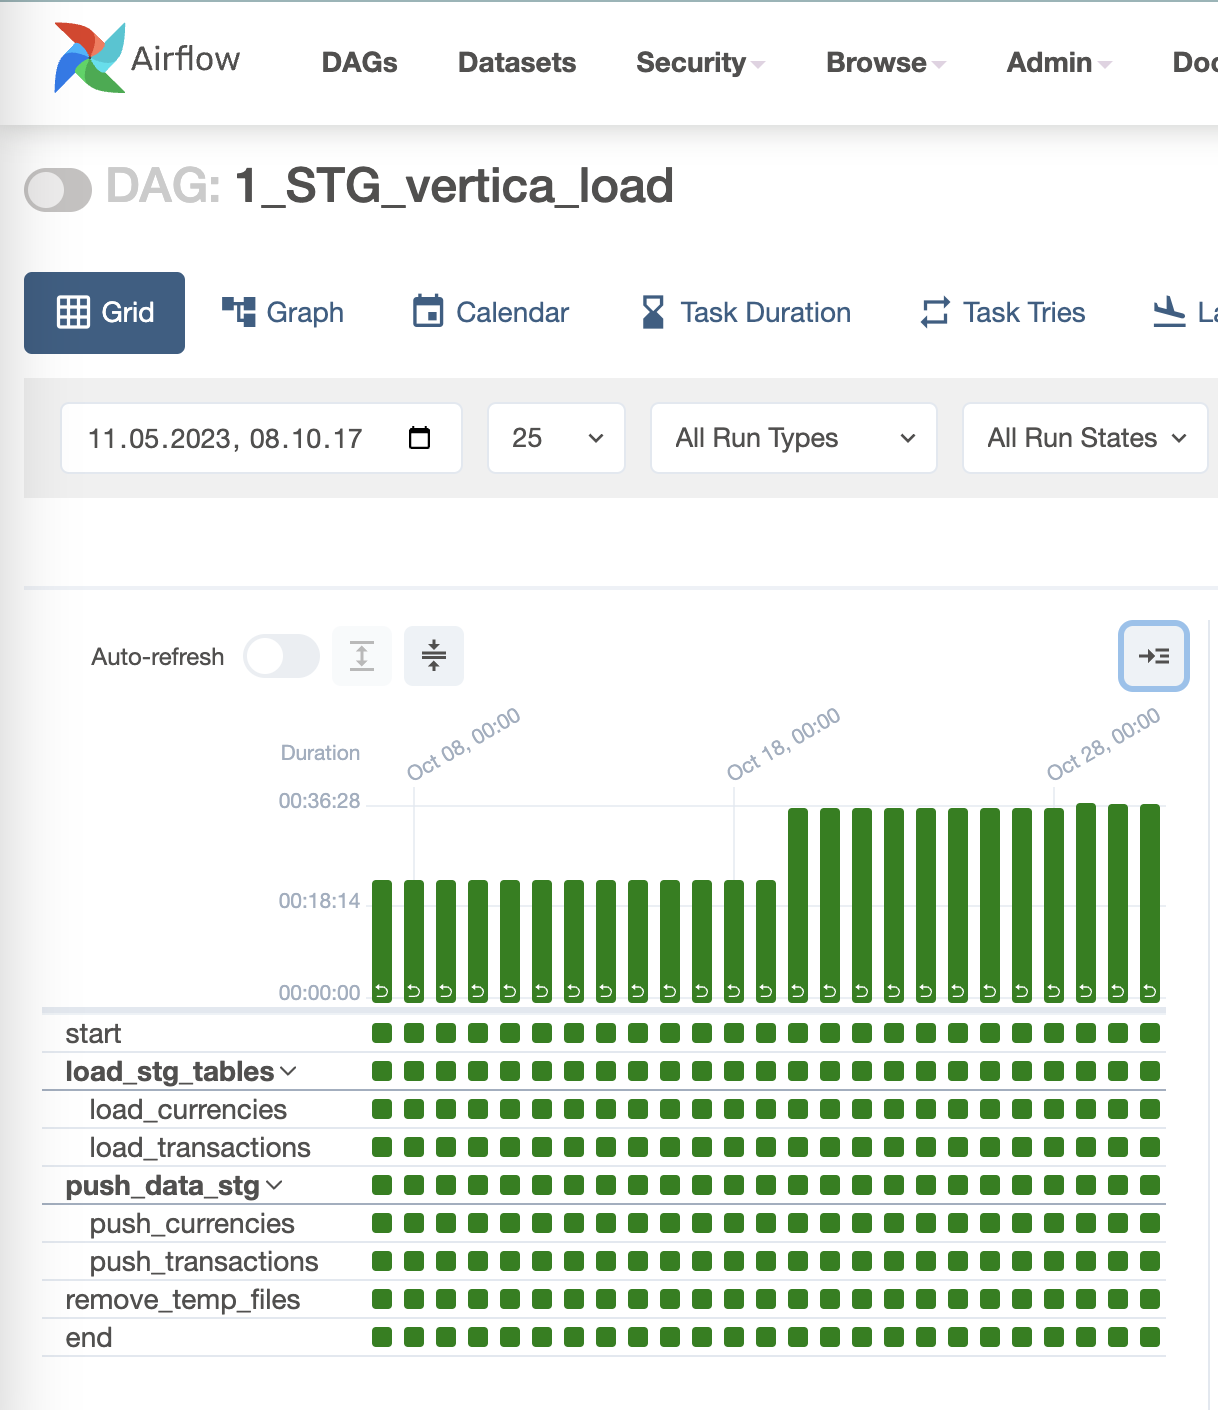 Airflow DAGs Datasets Security Browse Admin
DAG: 1_STG_vertica_load
Grid Graph Calendar Task Duration Task Tries
11.05.2023, 08.10.17 25 All Run Types All Run States
Auto-refresh
Oct 08, 00:00 Oct 18, 00:00 Oct 28, 00:00
Duration
00:36:28
00:18:14
00:00:00
start
load_stg_tables
load_currencies
load_transactions
push_data_stg
push_currencies
push_transactions
remove_temp_files
end